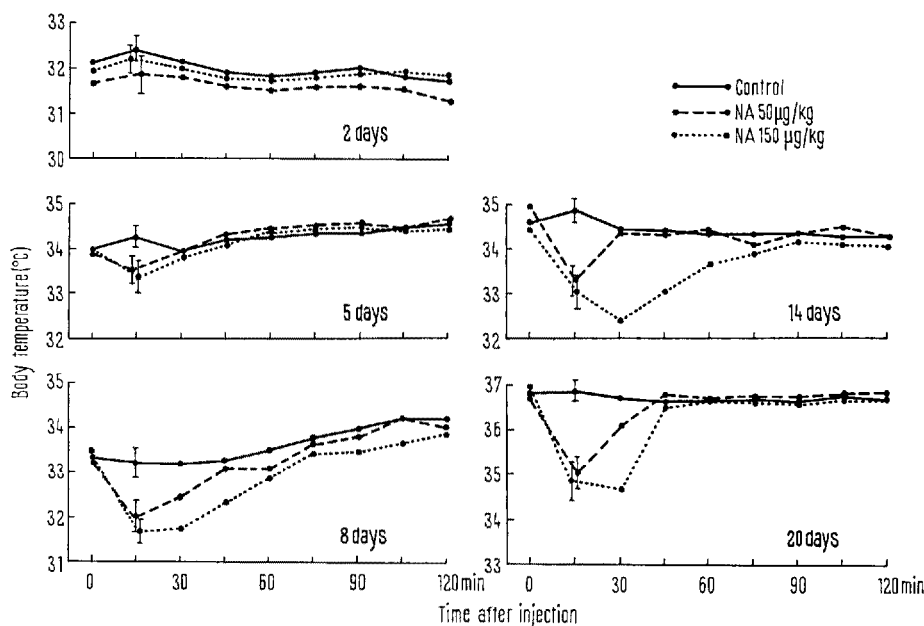 33
32
31
30
2 days
Control
NA 50µg/kg
NA 150 µg/kg
35
34
33
32
5 days
35
34
33
32
14 days
Body temperature (°C)
35
34
33
32
31
8 days
0 30 60 90 120 min
37
36
35
34
33
20 days
0 30 60 90 120 min
Time after injection